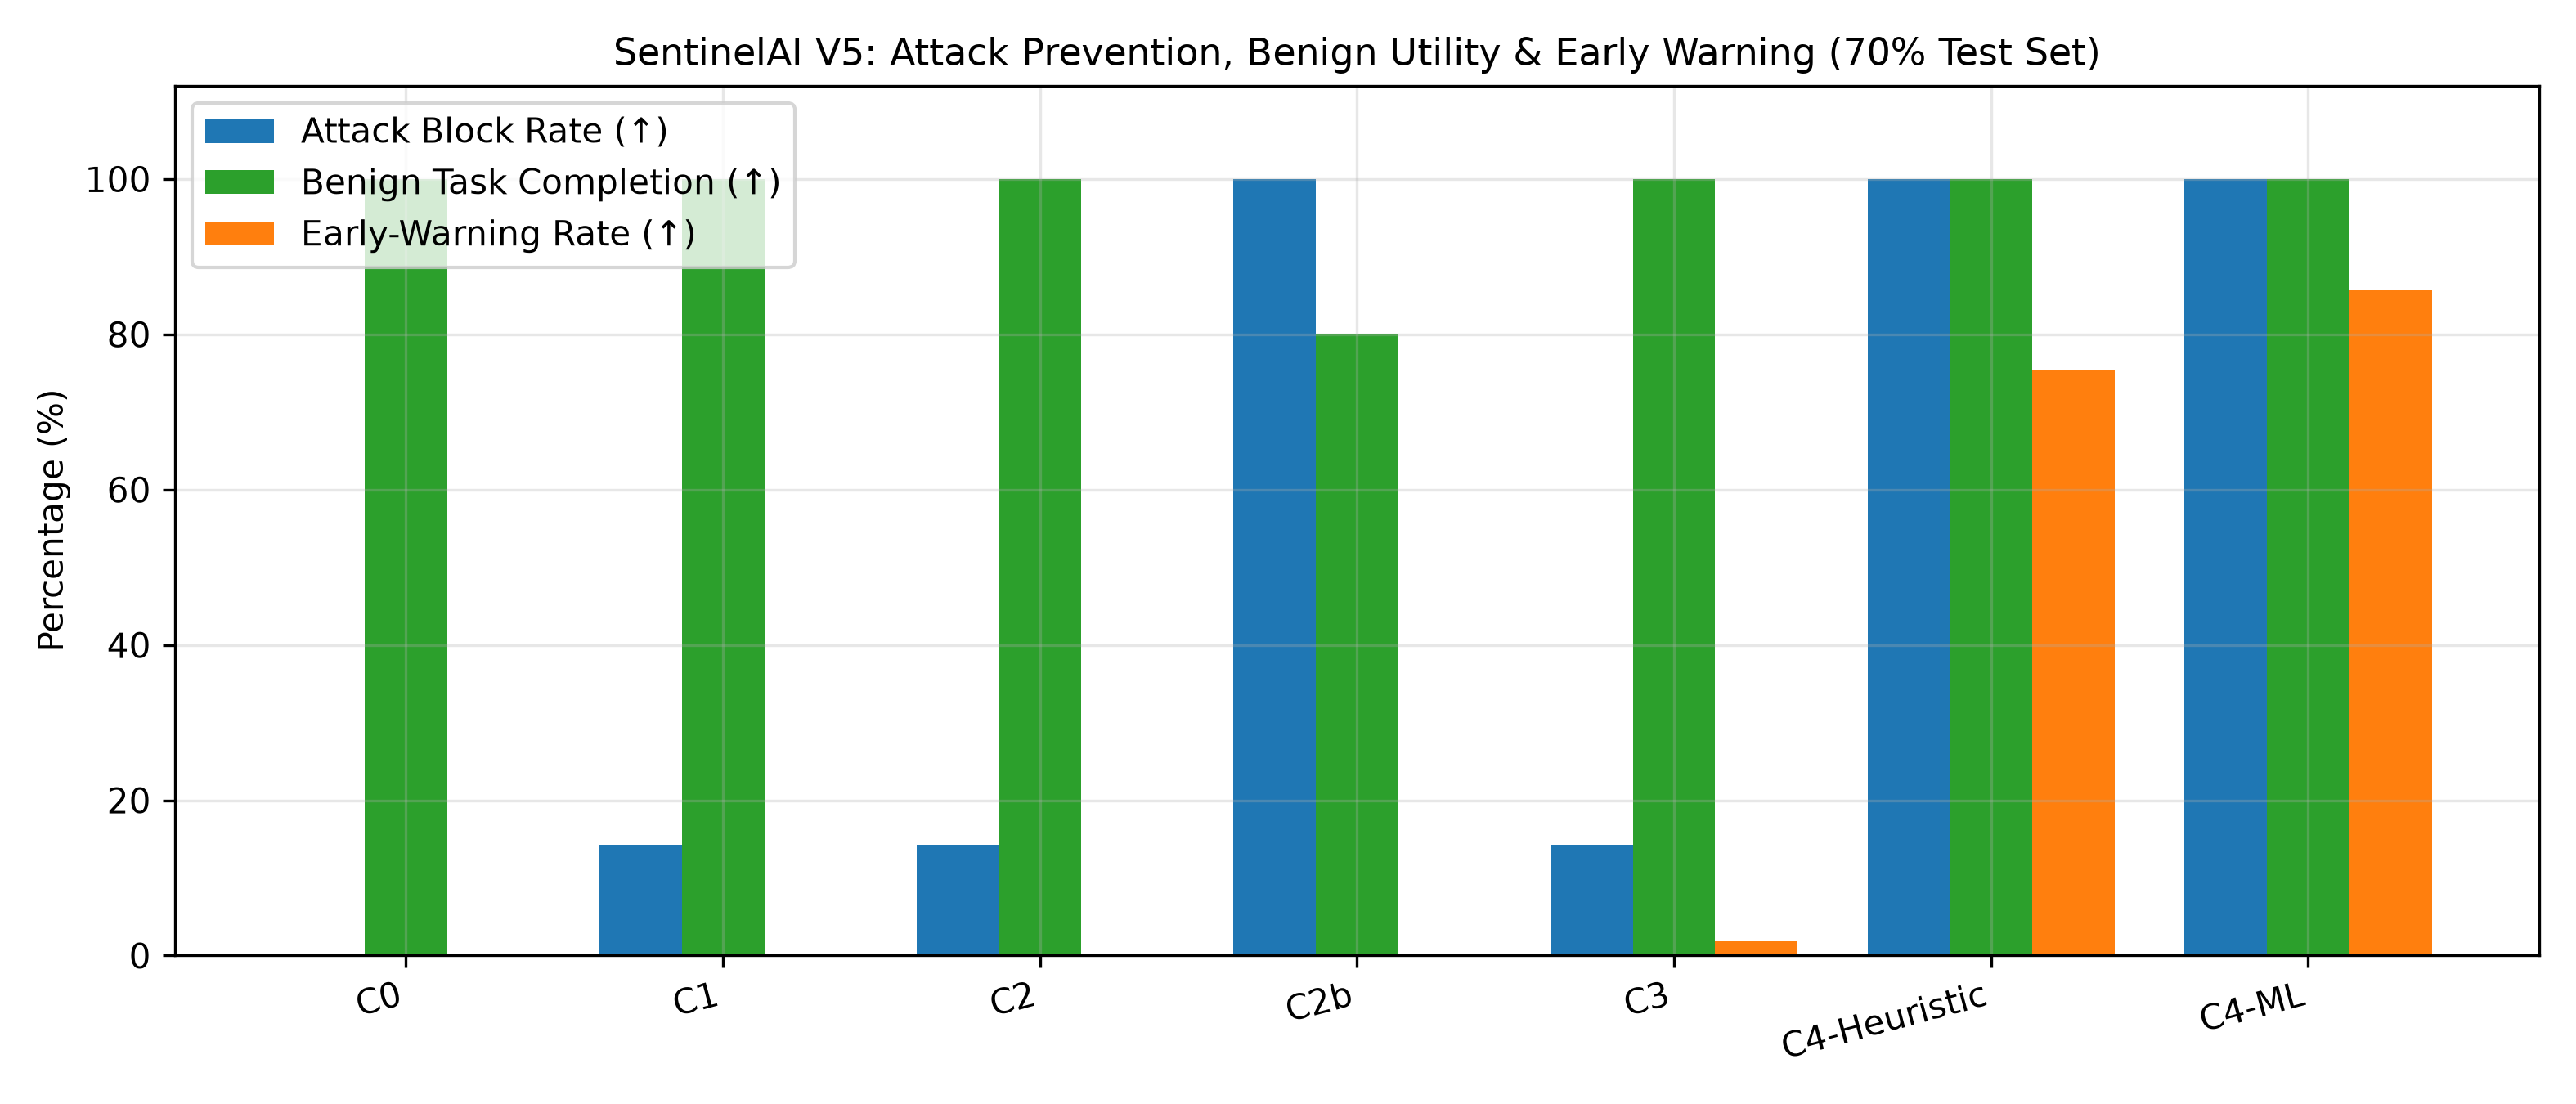 SentinelAI V5: Attack Prevention, Benign Utility & Early Warning (70% Test Set)
Attack Block Rate (↑)
Benign Task Completion (↑)
Early-Warning Rate (↑)
Percentage (%)
100
80
60
40
20
0
C0
C1
C2
C2b
C3
C4-Heuristic
C4-ML